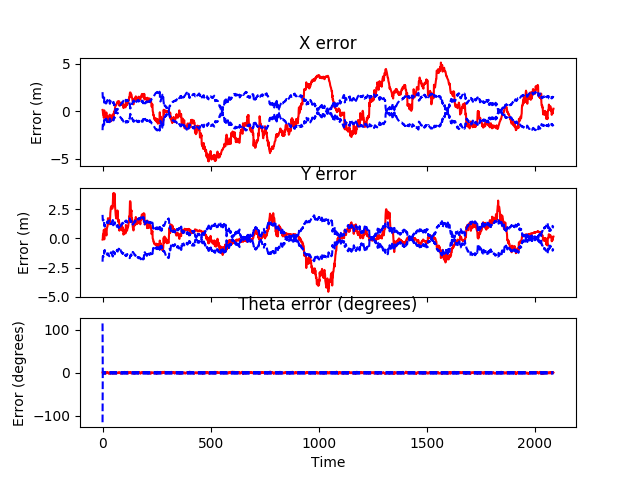 X error
5
0
−5
Error (m)
Y error
2.5
0.0
−2.5
−5.0
Error (m)
Theta error (degrees)
100
0
−100
Error (degrees)
0 500 1000 1500 2000
Time